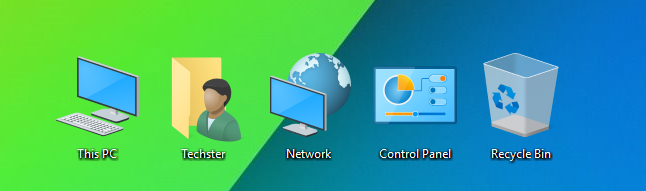 This PC
Techster
Network
Control Panel
Recycle Bin